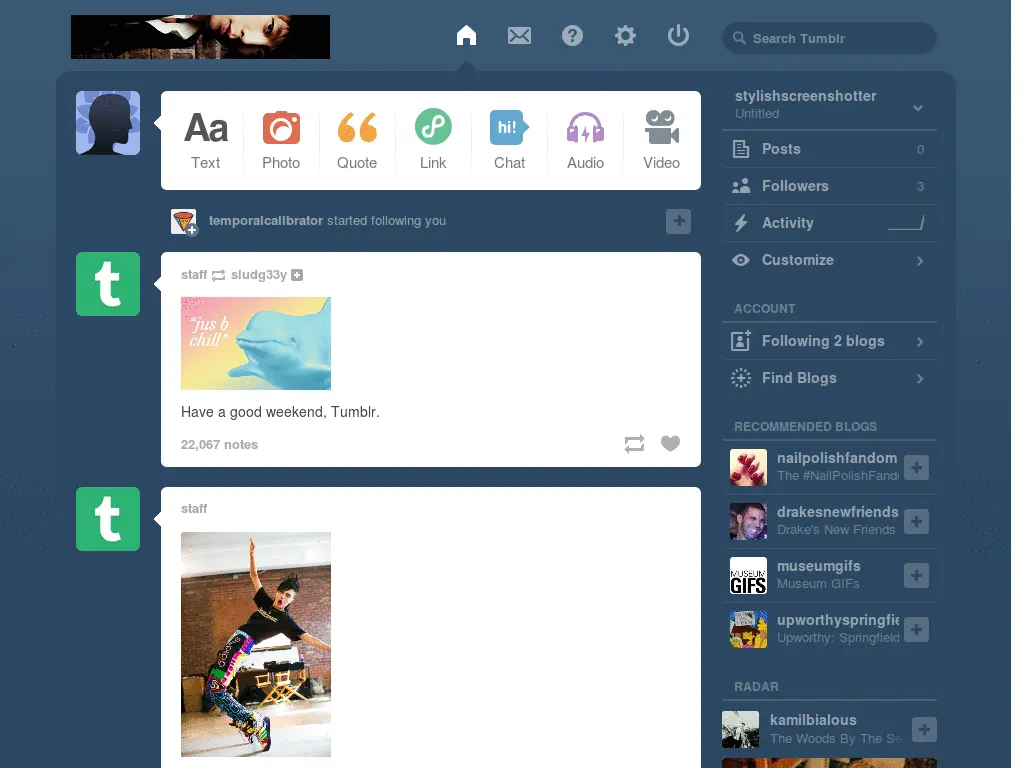 Search Tumblr
Aa
Text
Photo
Quote
Link
hi!
Chat
Audio
Video
temporalcalibrator started following you
t
staff sludg33y
"jus b
chill"
Have a good weekend, Tumblr.
22,067 notes
t
staff
stylishscreenshotter
Untitled
Posts 0
Followers 3
Activity
Customize
ACCOUNT
Following 2 blogs
Find Blogs
RECOMMENDED BLOGS
nailpolishfandom
The #NailPolishFand
drakesnewfriends
Drake's New Friends
museumgifs
MUSEUM
GIFS
Museum GIFs
upworthyspringfie
Upworthy: Springfield
RADAR
kamilbialous
The Woods By The Se